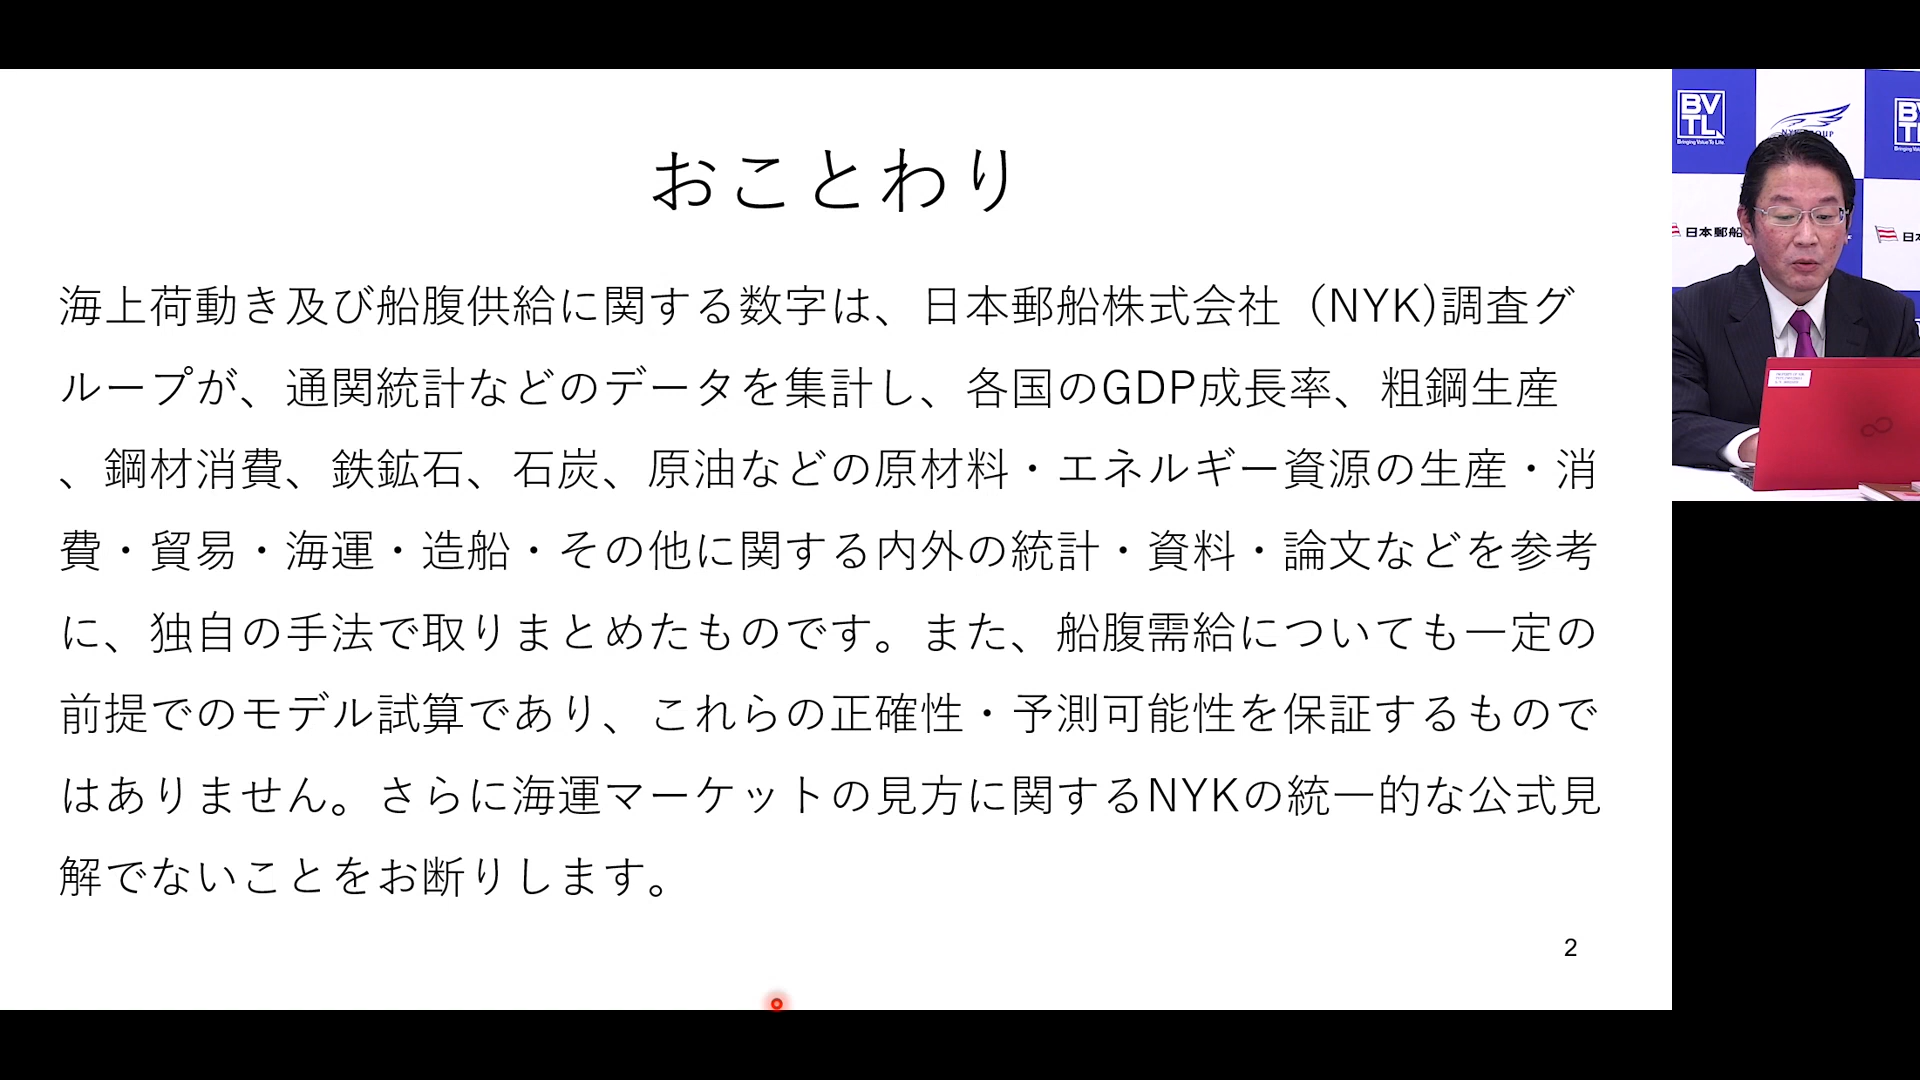 おことわり
海上荷動き及び船腹供給に関する数字は、日本郵船株式会社（NYK)調査グ
ループが、通関統計などのデータを集計し、各国のGDP成長率、粗鋼生産
、鋼材消費、鉄鉱石、石炭、原油などの原材料・エネルギー資源の生産・消
費・貿易・海運・造船・その他に関する内外の統計・資料・論文などを参考
に、独自の手法で取りまとめたものです。また、船腹需給についても一定の
前提でのモデル試算であり、これらの正確性・予測可能性を保証するもので
はありません。さらに海運マーケットの見方に関するNYKの統一的な公式見
解でないことをお断りします。
2
BV
TL
Bringing Value To Life.
日本郵船